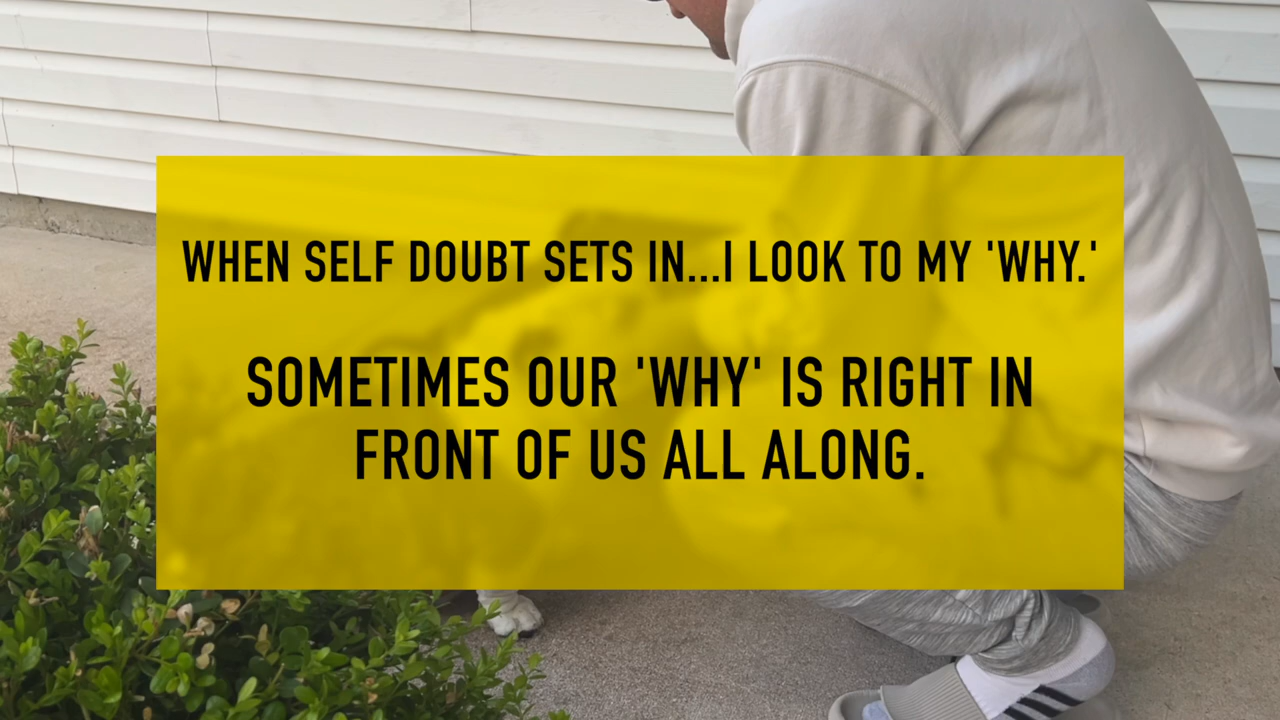 WHEN SELF DOUBT SETS IN...I LOOK TO MY 'WHY.'
SOMETIMES OUR 'WHY' IS RIGHT IN
FRONT OF US ALL ALONG.